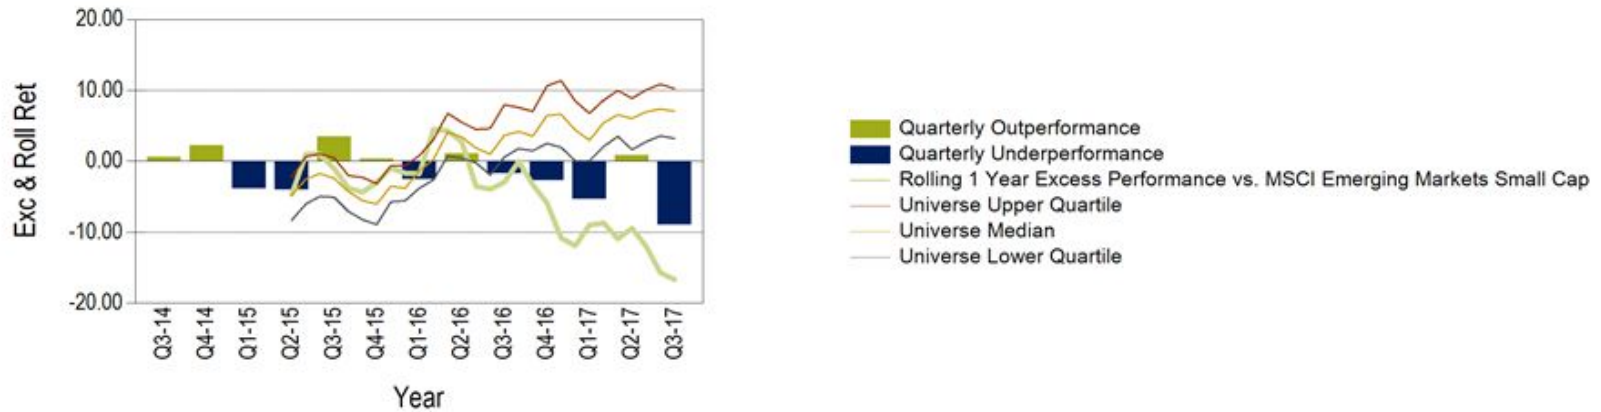 20.00
10.00
0.00
-10.00
-20.00
Exc & Roll Ret
Q3-14
Q4-14
Q1-15
Q2-15
Q3-15
Q4-15
Q1-16
Q2-16
Q3-16
Q4-16
Q1-17
Q2-17
Q3-17
Year
Quarterly Outperformance
Quarterly Underperformance
Rolling 1 Year Excess Performance vs. MSCI Emerging Markets Small Cap
Universe Upper Quartile
Universe Median
Universe Lower Quartile